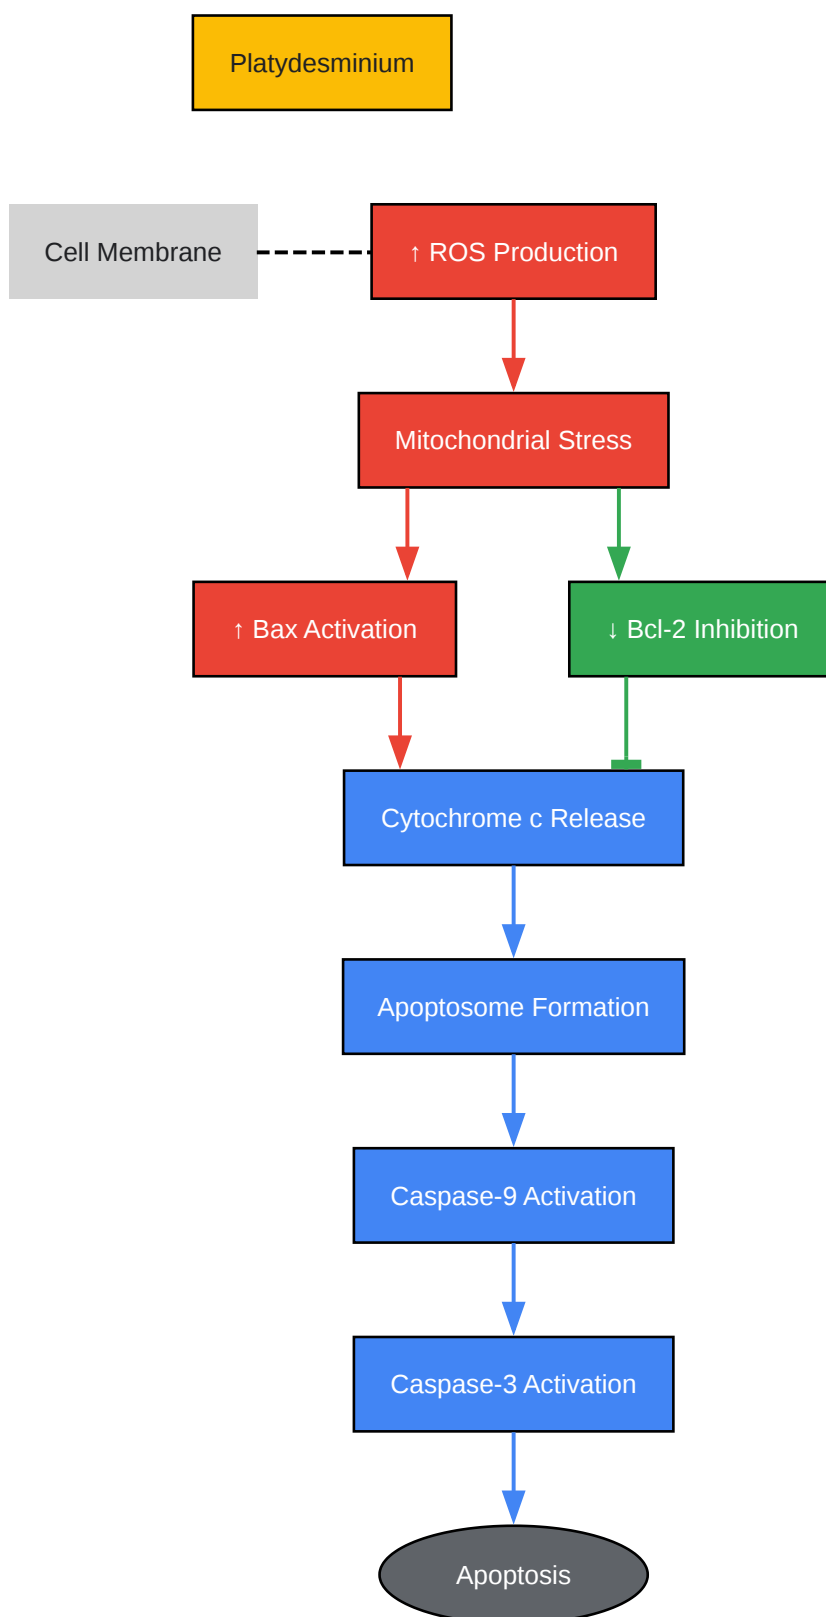 Platydesminium
Cell Membrane
↑ ROS Production
Mitochondrial Stress
↑ Bax Activation
↓ Bcl-2 Inhibition
Cytochrome c Release
Apoptosome Formation
Caspase-9 Activation
Caspase-3 Activation
Apoptosis